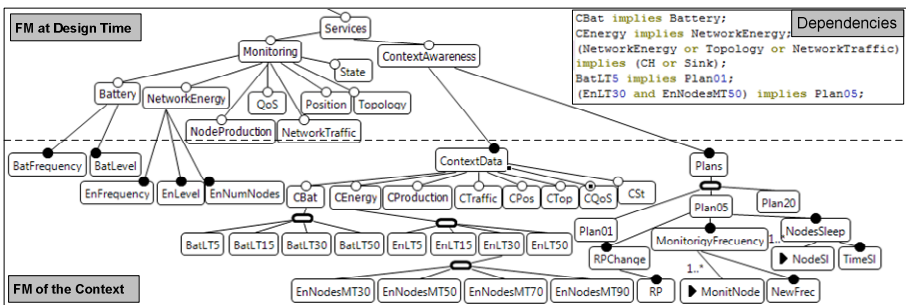 FM at Design Time
Services
CBat implies Battery;
Dependencies
CEnergy implies NetworkEnergy;
(NetworkEnergy or Topology or NetworkTraffic)
implies (CH or Sink);
BatLT5 implies Plan01;
(EnLT30 and EnNodesMT50) implies Plan05;
Monitoring
ContextAwareness
State
Battery
NetworkEnergy
QoS
Position
Topology
NodeProduction
NetworkTraffic
BatFrequency
BatLevel
ContextData
Plans
EnFrequency
EnLevel
EnNumNodes
CBat
CEnergy
CProduction
CTraffic
CPos
CTop
CQoS
CSt
Plan01
Plan05
Plan20
BatLT5
BatLT15
BatLT30
BatLT50
EnLT5
EnLT15
EnLT30
EnLT50
RPChange
MonitorigyFrecuency
NodesSleep
1..*
NodeSl
TimeSl
1..*
FM of the Context
EnNodesMT30
EnNodesMT50
EnNodesMT70
EnNodesMT90
RP
MonitNode
NewFrec